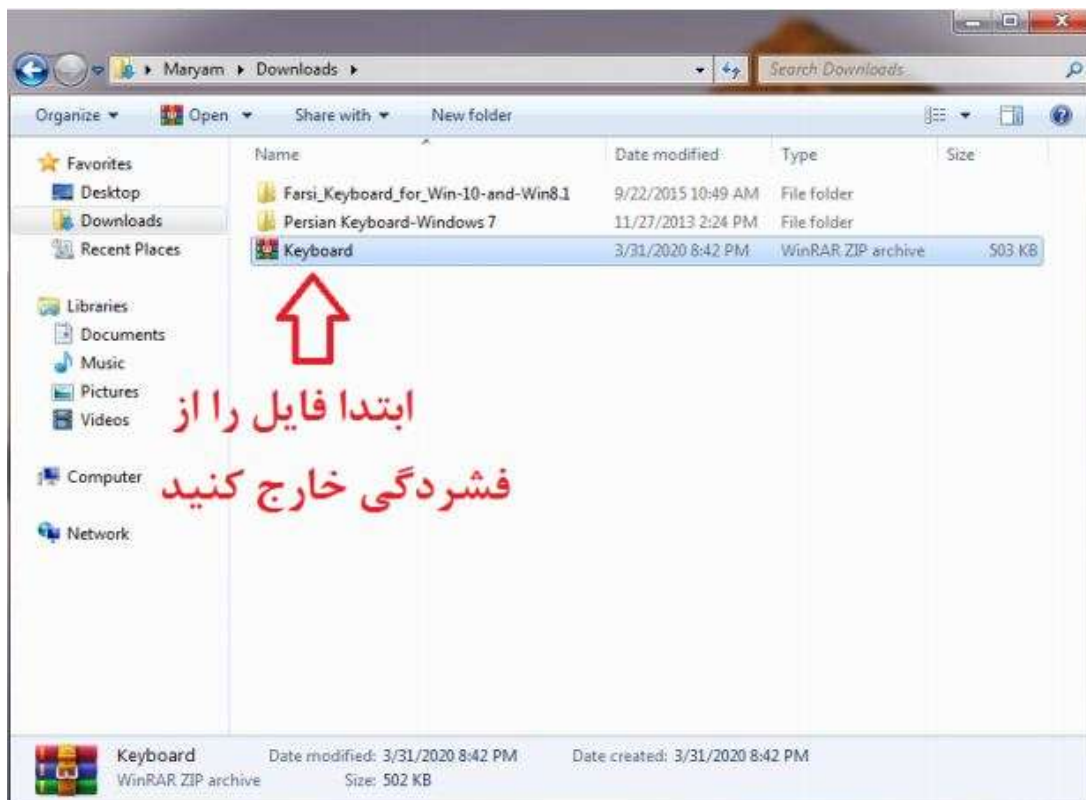 Maryam ▸ Downloads ▸
Search Downloads
Organize Open Share with New folder
Favorites
Desktop
Downloads
Recent Places
Libraries
Documents
Music
Pictures
Videos
Computer
Network
Name Date modified Type Size
Farsi_Keyboard_for_Win-10-and-Win8.1 9/22/2015 10:49 AM File folder
Persian Keyboard-Windows 7 11/27/2013 2:24 PM File folder
Keyboard 3/31/2020 8:42 PM WinRAR ZIP archive 503 KB
ابتدا فایل را از
فشردگی خارج کنید
Keyboard Date modified: 3/31/2020 8:42 PM Date created: 3/31/2020 8:42 PM
WinRAR ZIP archive Size: 502 KB